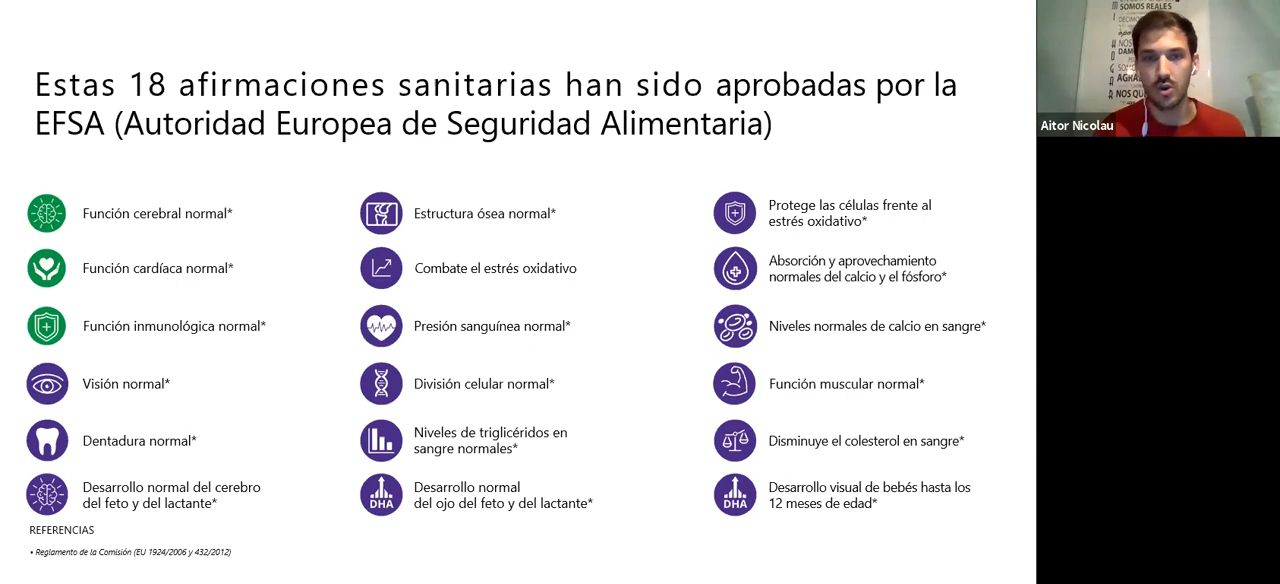 Estas 18 afirmaciones sanitarias han sido aprobadas por la
EFSA (Autoridad Europea de Seguridad Alimentaria)
Función cerebral normal*
Función cardíaca normal*
Función inmunológica normal*
Visión normal*
Dentadura normal*
Desarrollo normal del cerebro
del feto y del lactante*
Estructura ósea normal*
Combate el estrés oxidativo
Presión sanguínea normal*
División celular normal*
Niveles de triglicéridos en
sangre normales*
DHA
Desarrollo normal
del ojo del feto y del lactante*
Protege las células frente al
estrés oxidativo*
Absorción y aprovechamiento
normales del calcio y el fósforo*
Niveles normales de calcio en sangre*
Función muscular normal*
Disminuye el colesterol en sangre*
DHA
Desarrollo visual de bebés hasta los
12 meses de edad*
REFERENCIAS
• Reglamento de la Comisión (EU 1924/2006 y 432/2012)
SOMOS REALES
Aitor Nicolau